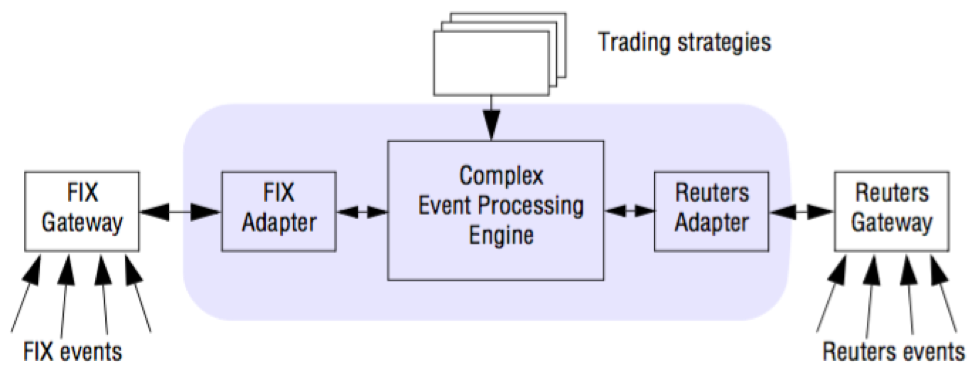 Trading strategies
FIX
Gateway
FIX
Adapter
Complex
Event Processing
Engine
Reuters
Adapter
Reuters
Gateway
FIX events
Reuters events